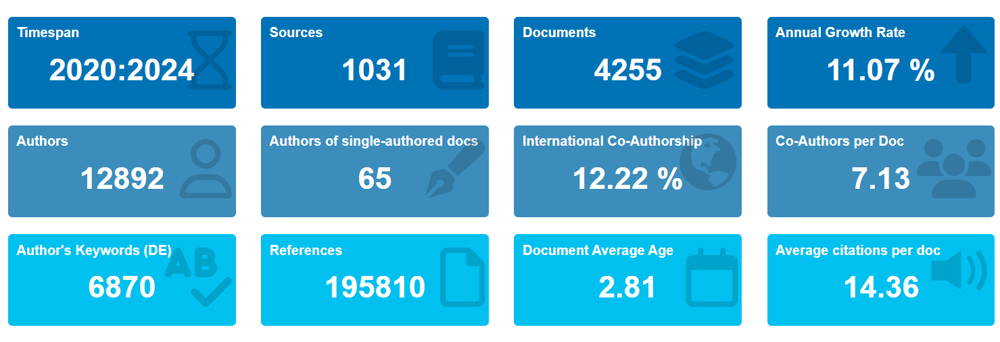 Timespan
2020:2024
Sources
1031
Documents
4255
Annual Growth Rate
11.07 %
Authors
12892
Authors of single-authored docs
65
International Co-Authorship
12.22 %
Co-Authors per Doc
7.13
Author's Keywords (DE)
6870
AB
References
195810
Document Average Age
2.81
Average citations per doc
14.36